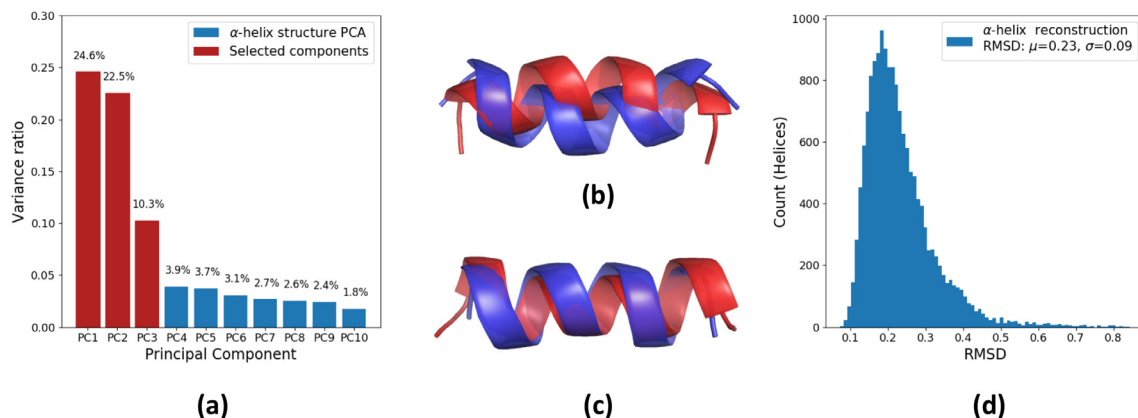 0.30
0.25
0.20
0.15
0.10
0.05
0.00
Variance ratio
α-helix structure PCA
Selected components
24.6%
22.5%
10.3%
3.9%
3.7%
3.1%
2.7%
2.6%
2.4%
1.8%
PC1 PC2 PC3 PC4 PC5 PC6 PC7 PC8 PC9 PC10
Principal Component
(a)
(b)
(c)
1000
800
600
400
200
0
Count (Helices)
α-helix reconstruction
RMSD: μ=0.23, σ=0.09
0.1 0.2 0.3 0.4 0.5 0.6 0.7 0.8
RMSD
(d)